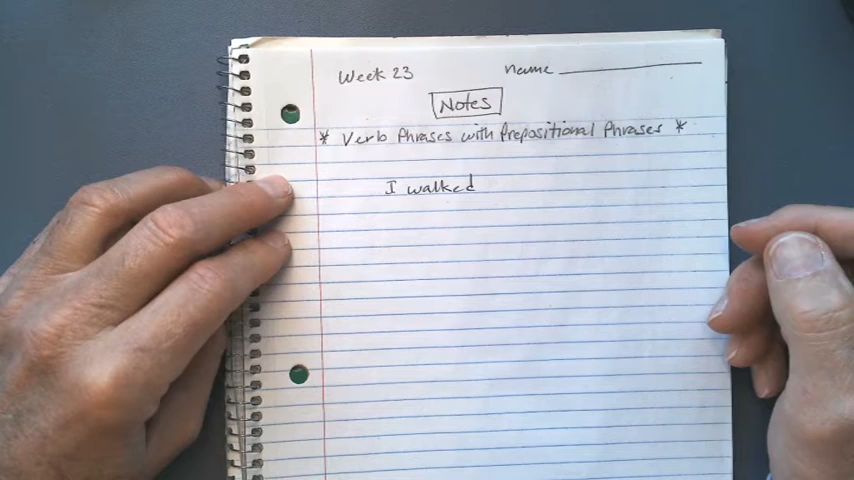 Week 23 name
Notes
* Verb Phrases with Prepositional Phrases *
I walked